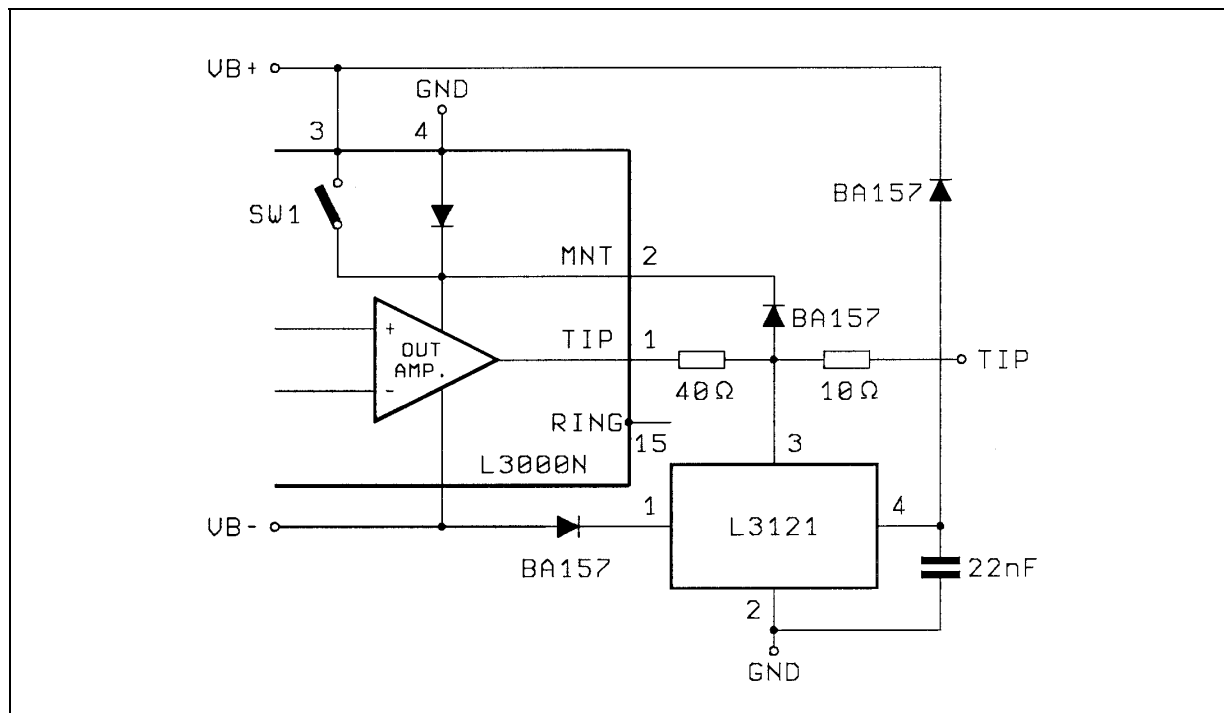 VB+
GND
3
4
BA157
SW1
MNT
2
BA157
+
OUT
AMP.
-
TIP
1
TIP
40Ω
10Ω
RING
15
3
L3000N
VB-
1
L3121
4
BA157
22nF
2
GND